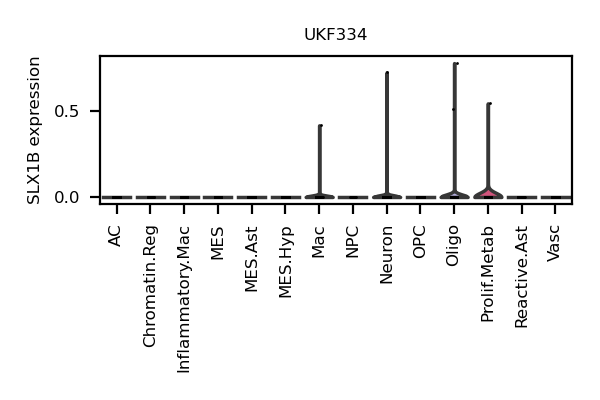 UKF334
SLX1B expression
0.5
0.0
AC
Chromatin.Reg
Inflammatory.Mac
MES
MES.Ast
MES.Hyp
Mac
NPC
Neuron
OPC
Oligo
Prolif.Metab
Reactive.Ast
Vasc